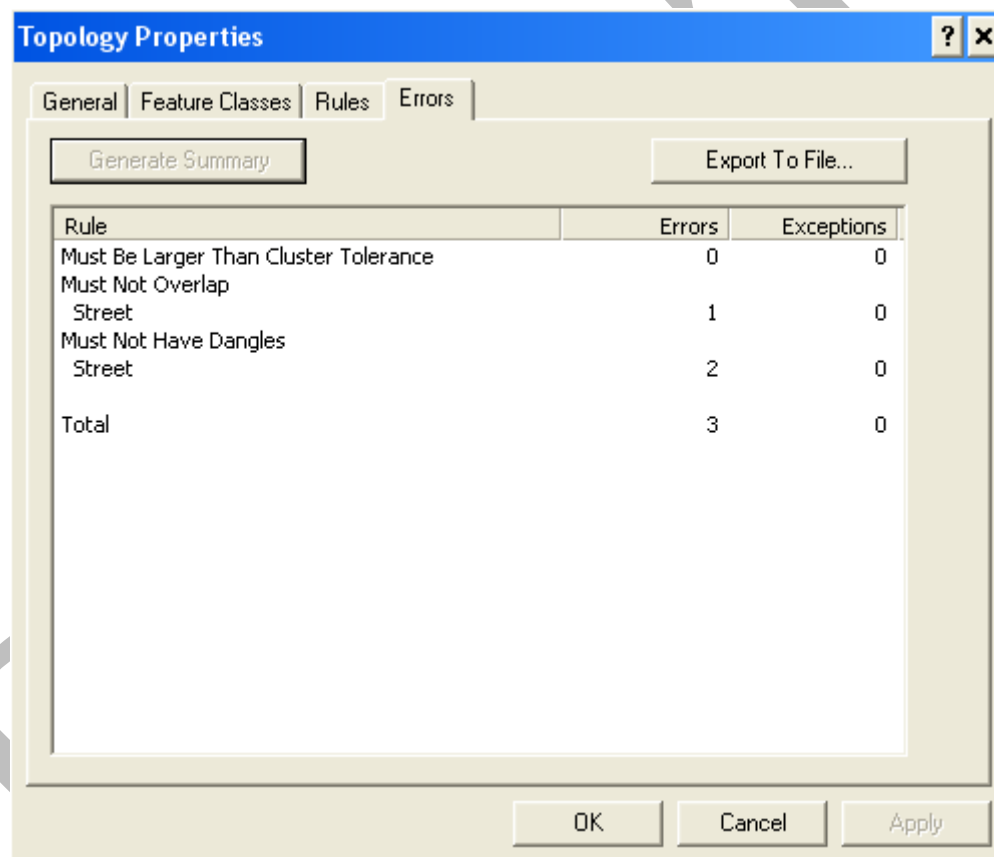 Topology Properties
General Feature Classes Rules Errors
Generate Summary Export To File...
Rule Errors Exceptions
Must Be Larger Than Cluster Tolerance 0 0
Must Not Overlap
Street 1 0
Must Not Have Dangles
Street 2 0
Total 3 0
OK Cancel Apply